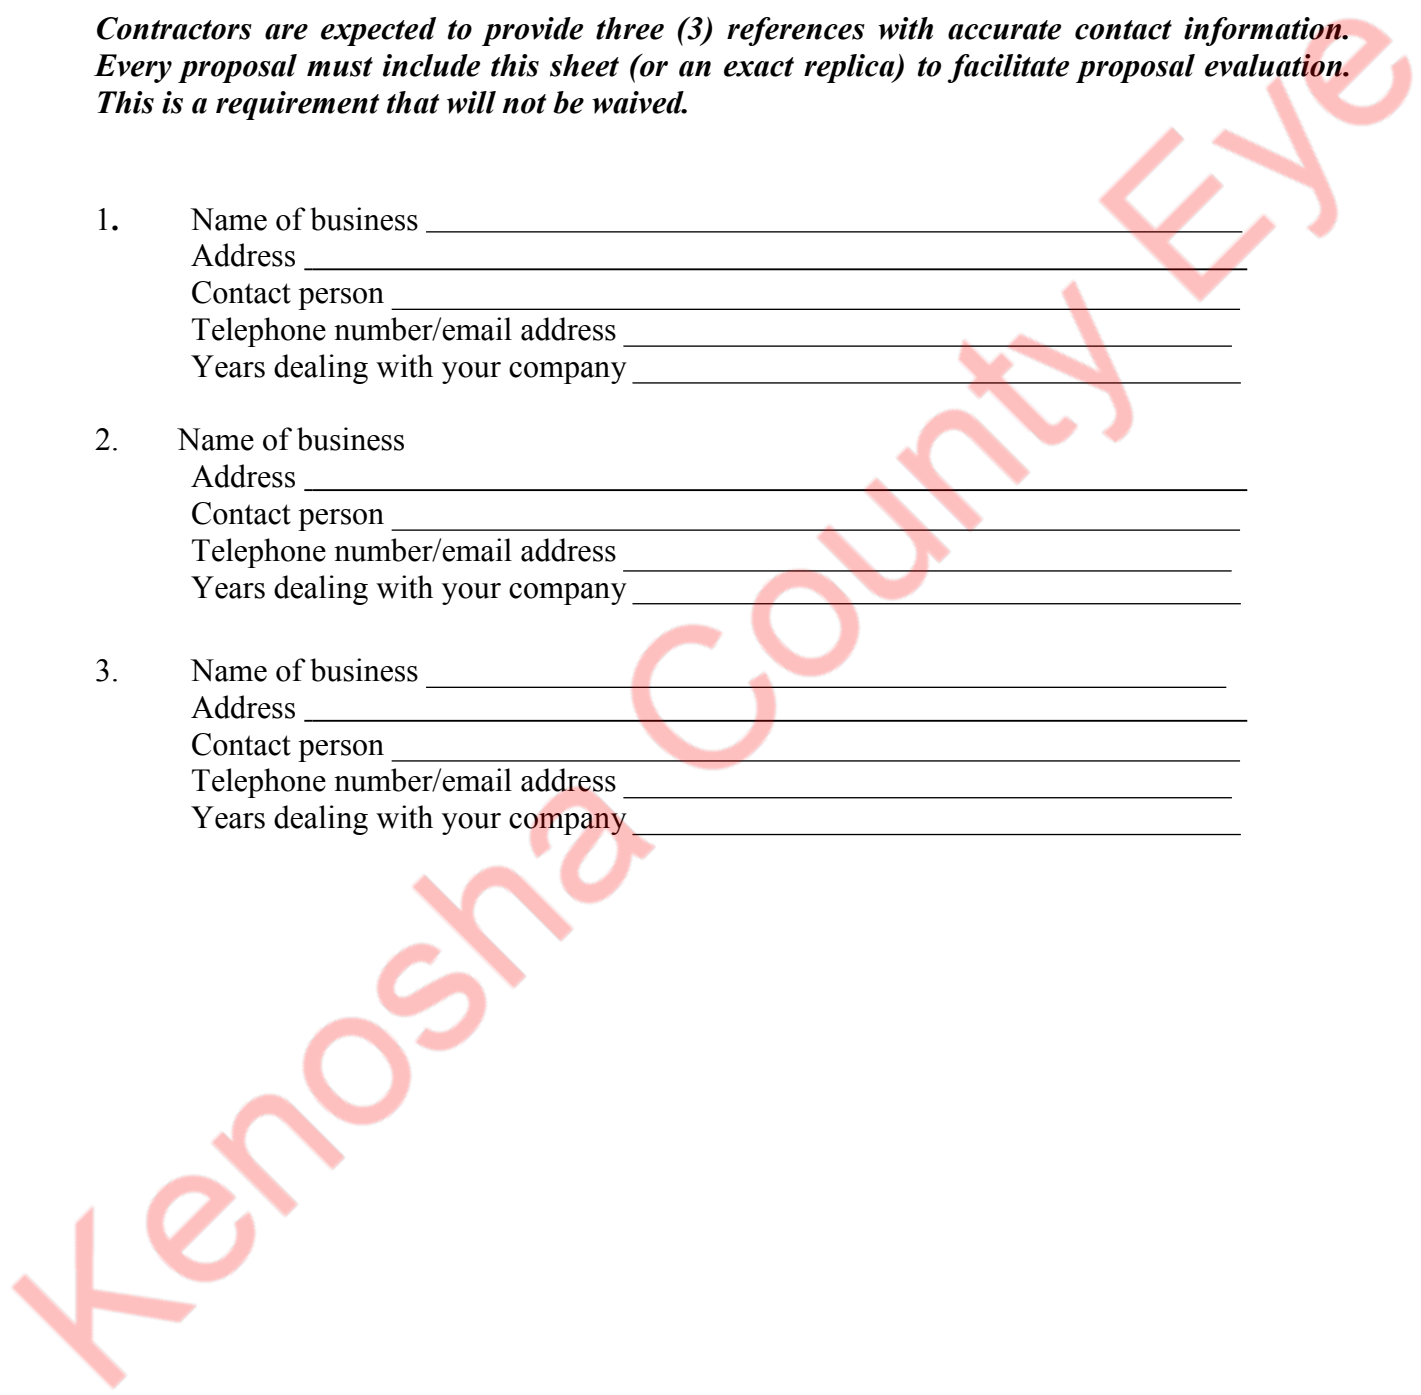 Contractors are expected to provide three (3) references with accurate contact information.
Every proposal must include this sheet (or an exact replica) to facilitate proposal evaluation.
This is a requirement that will not be waived.
1. Name of business
Address
Contact person
Telephone number/email address
Years dealing with your company
2. Name of business
Address
Contact person
Telephone number/email address
Years dealing with your company
3. Name of business
Address
Contact person
Telephone number/email address
Years dealing with your company
Kenosha County Eye